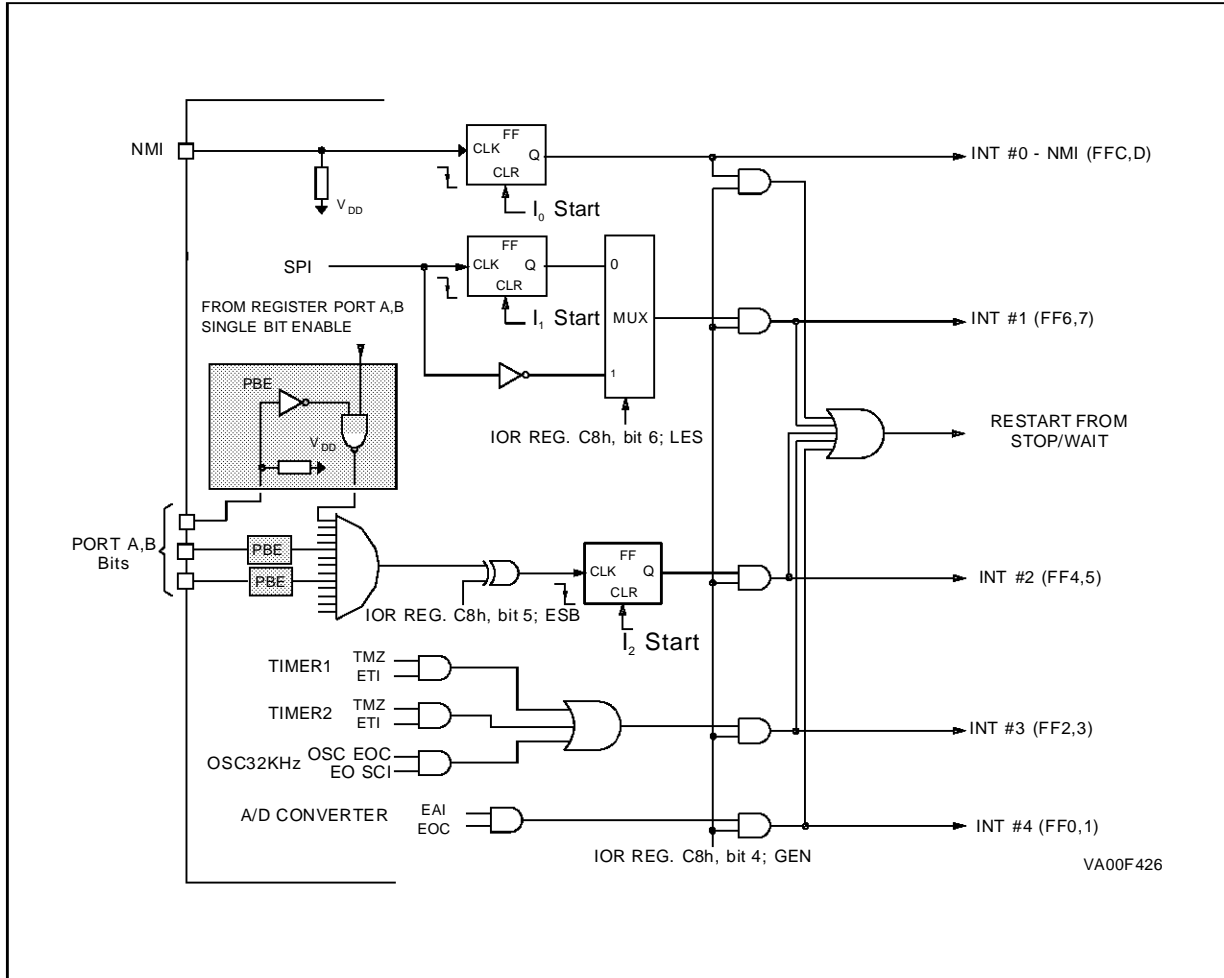 NMI
FF
CLK
Q
CLR
VDD
I0 Start
INT #0 - NMI (FFC,D)
SPI
FF
CLK
Q
CLR
I1 Start
0
MUX
1
INT #1 (FF6,7)
FROM REGISTER PORT A,B
SINGLE BIT ENABLE
PBE
VDD
IOR REG. C8h, bit 6; LES
RESTART FROM
STOP/WAIT
PORT A,B
Bits
PBE
PBE
IOR REG. C8h, bit 5; ESB
FF
CLK
Q
CLR
I2 Start
INT #2 (FF4,5)
TIMER1
TMZ
ETI
TIMER2
TMZ
ETI
OSC32KHz
OSC EOC
EO SCI
INT #3 (FF2,3)
A/D CONVERTER
EAI
EOC
INT #4 (FF0,1)
IOR REG. C8h, bit 4; GEN
VA00F426